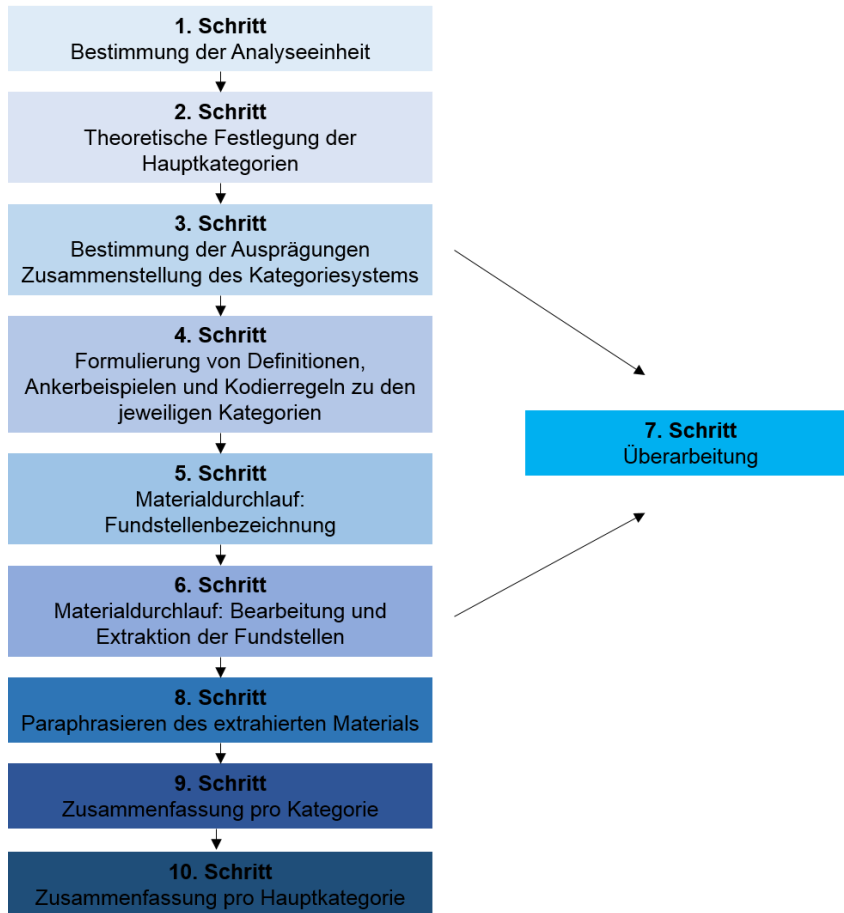 1. Schritt
Bestimmung der Analyseeinheit
2. Schritt
Theoretische Festlegung der
Hauptkategorien
3. Schritt
Bestimmung der Ausprägungen
Zusammenstellung des Kategoriesystems
4. Schritt
Formulierung von Definitionen,
Ankerbeispielen und Kodierregeln zu den
jeweiligen Kategorien
5. Schritt
Materialdurchlauf:
Fundstellenbezeichnung
6. Schritt
Materialdurchlauf: Bearbeitung und
Extraktion der Fundstellen
7. Schritt
Überarbeitung
8. Schritt
Paraphrasieren des extrahierten Materials
9. Schritt
Zusammenfassung pro Kategorie
10. Schritt
Zusammenfassung pro Hauptkategorie